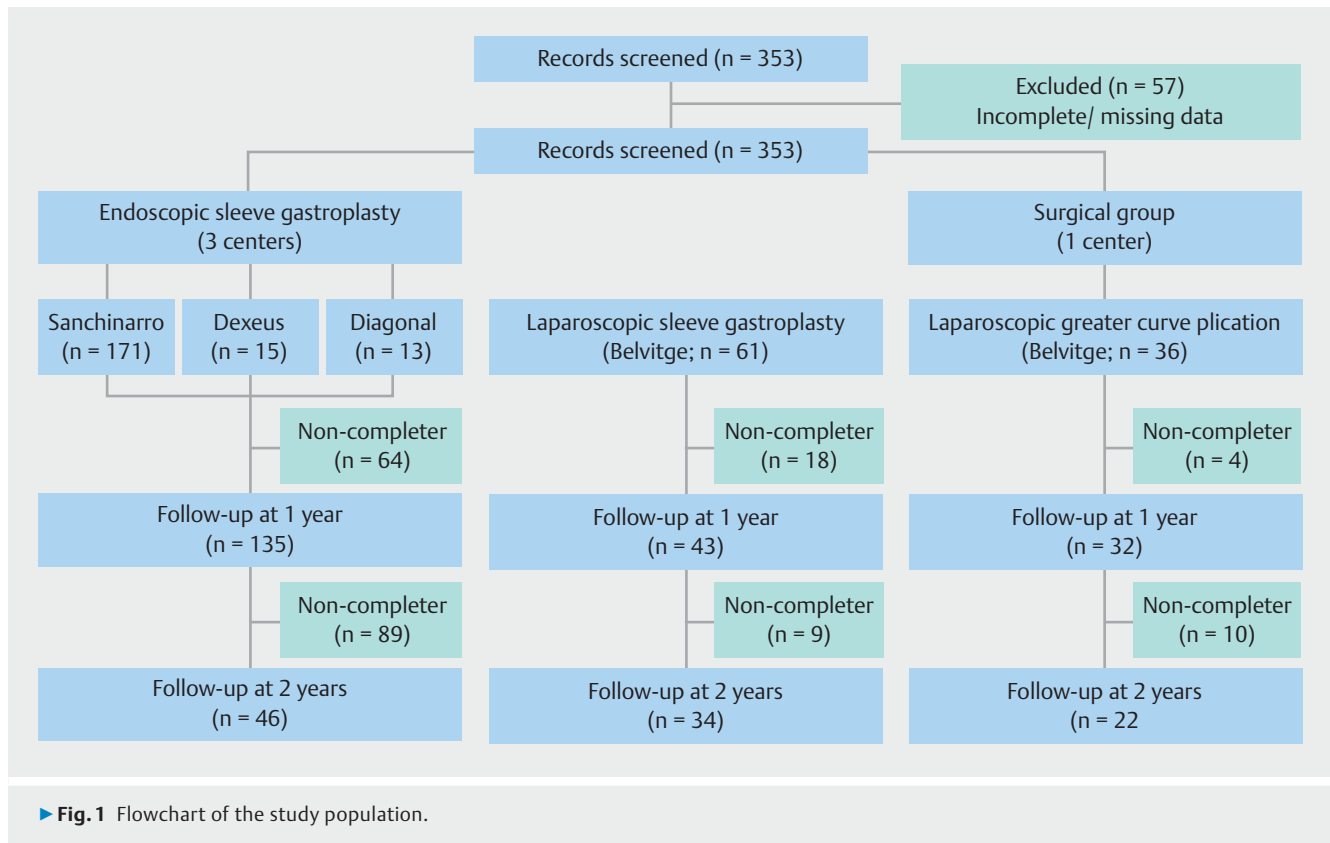 Records screened (n = 353)
Excluded (n = 57)
Incomplete/ missing data
Records screened (n = 353)
Endoscopic sleeve gastroplasty
(3 centers)
Surgical group
(1 center)
Sanchinarro
(n = 171)
Dexeus
(n = 15)
Diagonal
(n = 13)
Laparoscopic sleeve gastroplasty
(Belvitge; n = 61)
Laparoscopic greater curve plication
(Belvitge; n = 36)
Non-completer
(n = 64)
Non-completer
(n = 18)
Non-completer
(n = 4)
Follow-up at 1 year
(n = 135)
Follow-up at 1 year
(n = 43)
Follow-up at 1 year
(n = 32)
Non-completer
(n = 89)
Non-completer
(n = 9)
Non-completer
(n = 10)
Follow-up at 2 years
(n = 46)
Follow-up at 2 years
(n = 34)
Follow-up at 2 years
(n = 22
▶ Fig. 1 Flowchart of the study population.